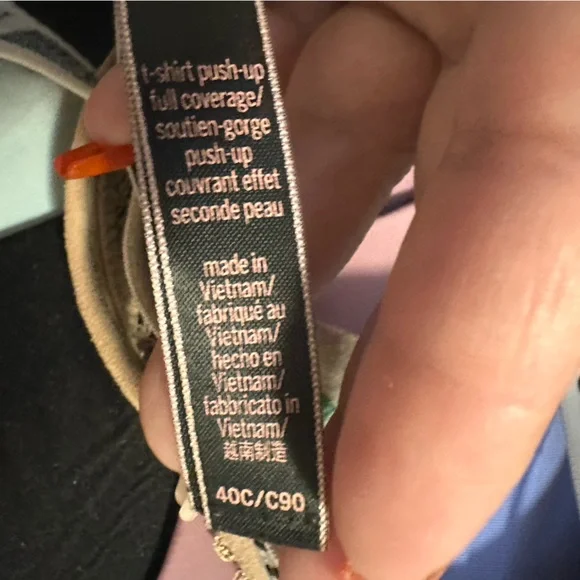 t-shirt push-up
full coverage/
soutien-gorge
push-up
couvrant effet
seconde peau
made in
Vietnam/
fabriqué au
Vietnam/
hecho en
Vietnam/
fabbricato in
Vietnam/
越南制造
40C/C90